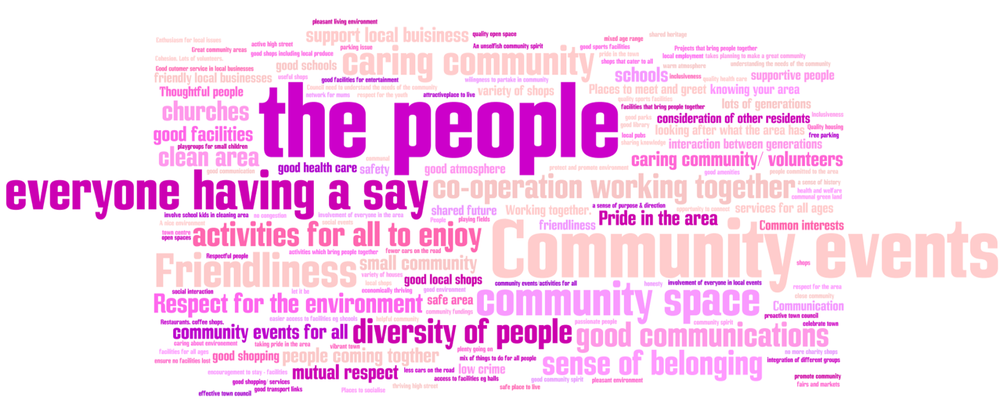 pleasant living environment
support local buisiness
quality open space
shared heritage
mixed age range
Enthusiasm for local issues
active high street
parking issue
An unselfish community spirit
good sports facilities
Projects that bring people together
Great community areas
good shops including local produce
caring community
pride in the town
local employment
takes planning to make a great community
Cohesion. Lots of volunteers.
good schools
shops that cater to all
warm atmosphere
understanding the needs of the community
Good cutomer service in local businesses
friendly local businesses
useful shops
good facilities for entertainment
willingness to partake in community
schools
inclusiveness
quality health care
supportive people
Council need to understand the needs of the community
Thoughtful people
network for mums
respect for the youth
attractiveplace to live
variety of shops
Places to meet and greet
knowing your area
quality sports facilities
churches
the people
facilities that bring people together
lots of generations
good parks
consideration of other residents
Inclusiveness
good library
looking after what the area has
Quality housing
good facilities
local pubs
free parking
playgroups for small children
sharing knowledge
interaction between generations
clean area
communal
caring community/ volunteers
good communication
good health care
safety
good atmosphere
protect and promote environment
good amenities
people committed to the area
everyone having a say
co-operation working together
a sense of history
health and welfare
communal green land
shared future
Working together.
a sense of purpose & direction
opportunity to connect
services for all ages
involve school kids in cleaning area
no congestion
involvement of everyone in the area
People
playing fields
Pride in the area
A nice environment
social events
friendliness
Common interests
town centre
open spaces
activities for all to enjoy
Community events
activities which bring people together
fewer cars on the road
Respectful people
Friendliness
small community
shops
variety of houses
local shops
good local shops
community events/activities for all
honesty
involvement of everyone in local events
social interaction
let it be
economically thriving
good environment
respect for the area
Respect for the environment
safe area
community space
close community
Communication
community fundings
easier access to facilities eg shcools
helpful community
proactive town council
Restaurants. coffee shops.
passionate people
community spirit
celebrate town
community events for all
diversity of people
good communications
caring about environement
taking pride in the area
vibrant town
plenty going on
facilities for all ages
good shopping
people coming togther
mix of things to do for all people
sense of belonging
no more charity shops
ensure no facilities lost
integration of different groups
encouragement to stay - facilities
mutual respect
less cars on the road
low crime
access to facilities eg halls
good community spirit
pleasant environment
promote community
good shopping/ services
thriving high street
safe place to live
fairs and markets
effective town council
good transport links
Places to socialise